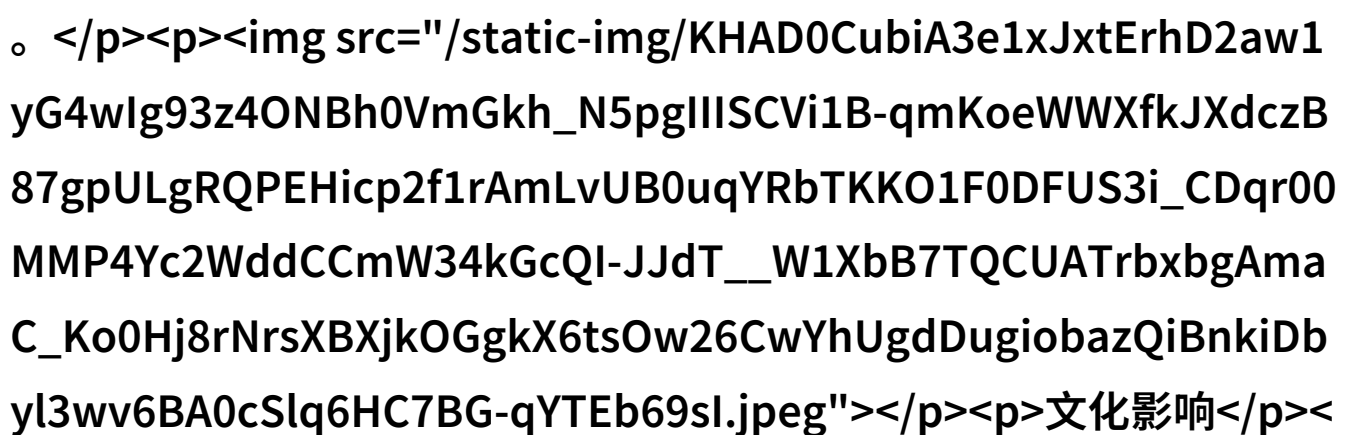 。</p><p><img src="/static-img/KHAD0CubiA3e1xJxtErhD2aw1
yG4wIg93z4ONBh0VmGkh_N5pgIIISCVi1B-qmKoeWWXfkJXdczB
87gpULgRQPEHicp2f1rAmLvUB0uqYRbTKKO1F0DFUS3i_CDqr00
MMP4Yc2WddCCmW34kGcQI-JJdT__W1XbB7TQCUATrbxbgAma
C_Ko0Hj8rNrsXBXjkOGgkX6tsOw26CwYhUgdDugiobazQiBnkiDb
yl3wv6BA0cSlq6HC7BG-qYTEb69sI.jpeg"></p><p>文化影响</p><